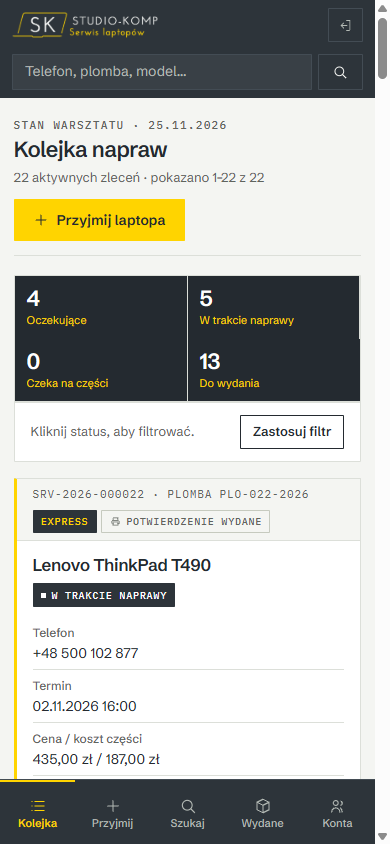 SK STUDIO-KOMP
Serwis laptopów
Telefon, plomba, model...
STAN WARSZTATU · 25.11.2026
Kolejka napraw
22 aktywnych zleceń · pokazano 1–22 z 22
+ Przyjmij laptopa
4
Oczekujące
5
W trakcie naprawy
0
Czeka na części
13
Do wydania
Kliknij status, aby filtrować.
Zastosuj filtr
SRV-2026-000022 · PLOMBA PLO-022-2026
EXPRESS
POTWIERDZENIE WYDANE
Lenovo ThinkPad T490
W TRAKCIE NAPRAWY
Telefon
+48 500 102 877
Termin
02.11.2026 16:00
Cena / koszt części
435,00 zł / 187,00 zł
Kolejka
Przyjmij
Szukaj
Wydane
Konta